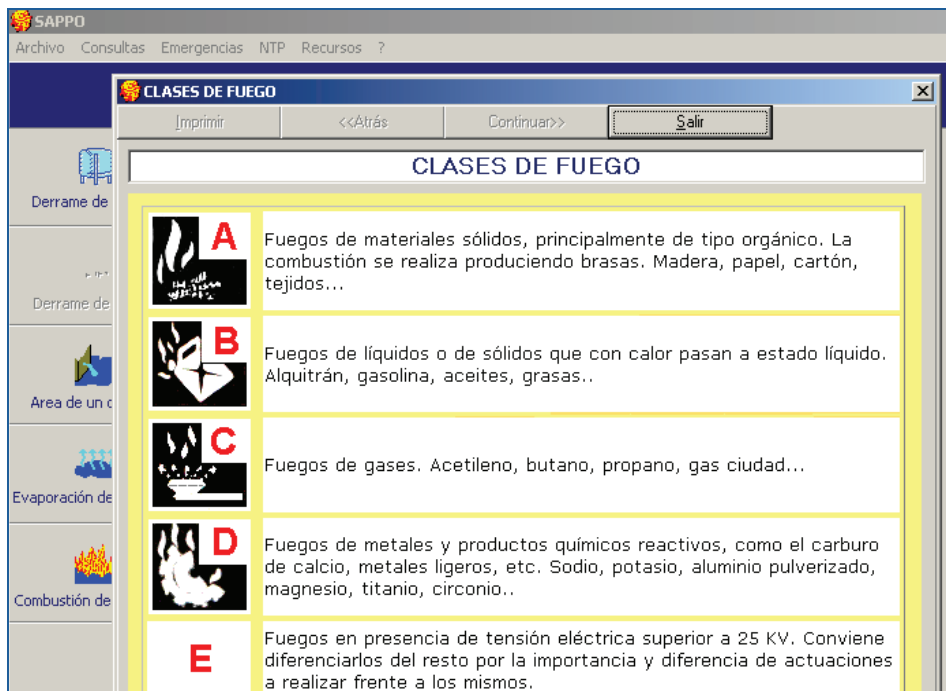 SAPPO
Archivo Consultas Emergencias NTP Recursos ?
CLASES DE FUEGO
Imprimir <<Atrás Continuar>> Salir
CLASES DE FUEGO
Derrame de
Derrame de
Area de un
Evaporación de
Combustión de
A
Fuegos de materiales sólidos, principalmente de tipo orgánico. La
combustión se realiza produciendo brasas. Madera, papel, cartón,
tejidos...
B
Fuegos de líquidos o de sólidos que con calor pasan a estado líquido.
Alquitrán, gasolina, aceites, grasas..
C
Fuegos de gases. Acetileno, butano, propano, gas ciudad...
D
Fuegos de metales y productos químicos reactivos, como el carburo
de calcio, metales ligeros, etc. Sodio, potasio, aluminio pulverizado,
magnesio, titanio, circonio..
E
Fuegos en presencia de tensión eléctrica superior a 25 KV. Conviene
diferenciarlos del resto por la importancia y diferencia de actuaciones
a realizar frente a los mismos.